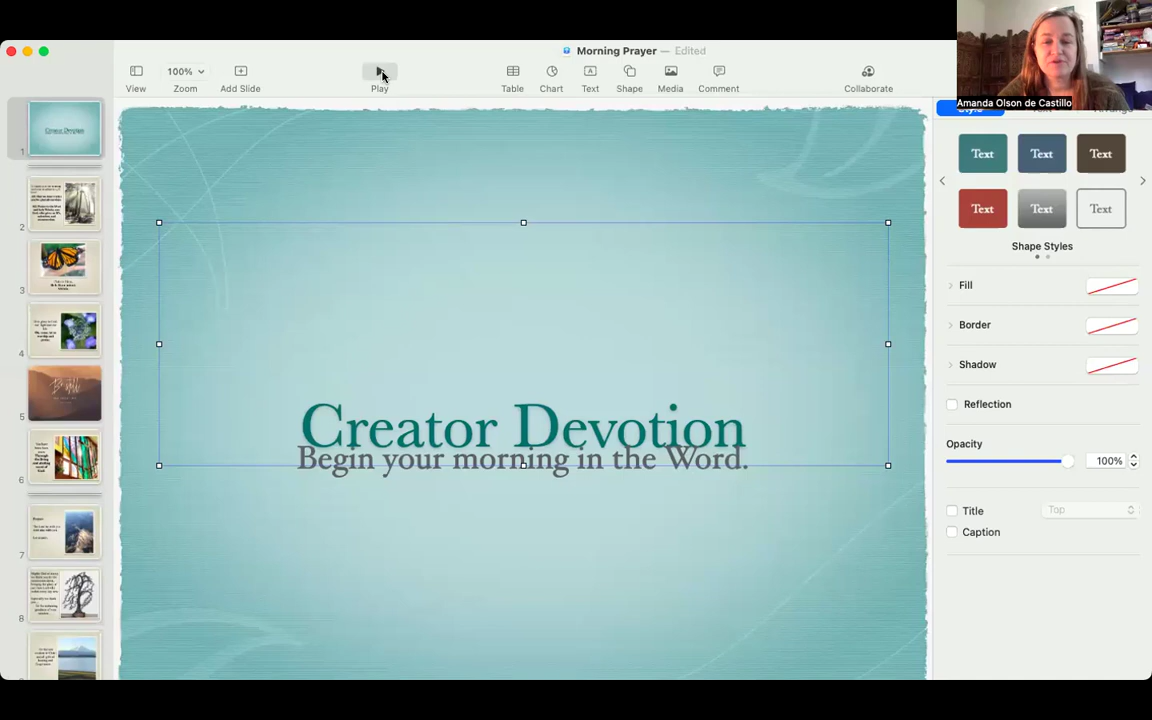 Morning Prayer — Edited
100%
View
Zoom
Add Slide
Play
Table
Chart
Text
Shape
Media
Comment
Collaborate
Amanda Olson de Castillo
Creator Devotion
Begin your morning in the Word.
1
2
3
4
5
6
7
8
Text
Text
Text
Text
Text
Text
Shape Styles
Fill
Border
Shadow
Reflection
Opacity
100%
Title
Top
Caption